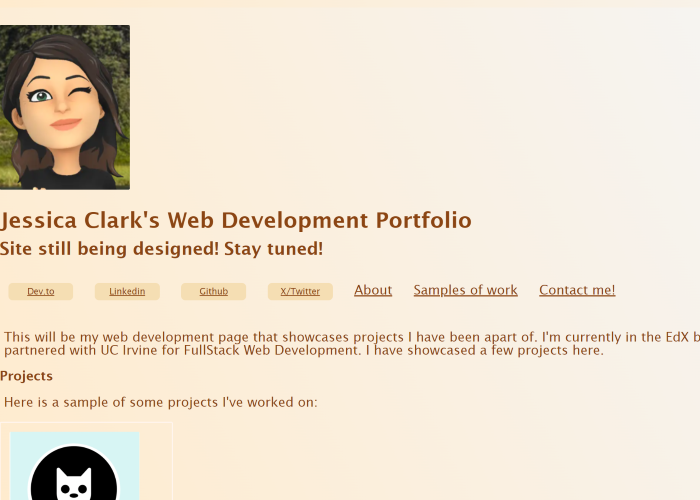 Jessica Clark's Web Development Portfolio
Site still being designed! Stay tuned!
Dev.to Linkedin Github X/Twitter About Samples of work Contact me!
This will be my web development page that showcases projects I have been apart of. I'm currently in the EdX
partnered with UC Irvine for FullStack Web Development. I have showcased a few projects here.
Projects
Here is a sample of some projects I've worked on: